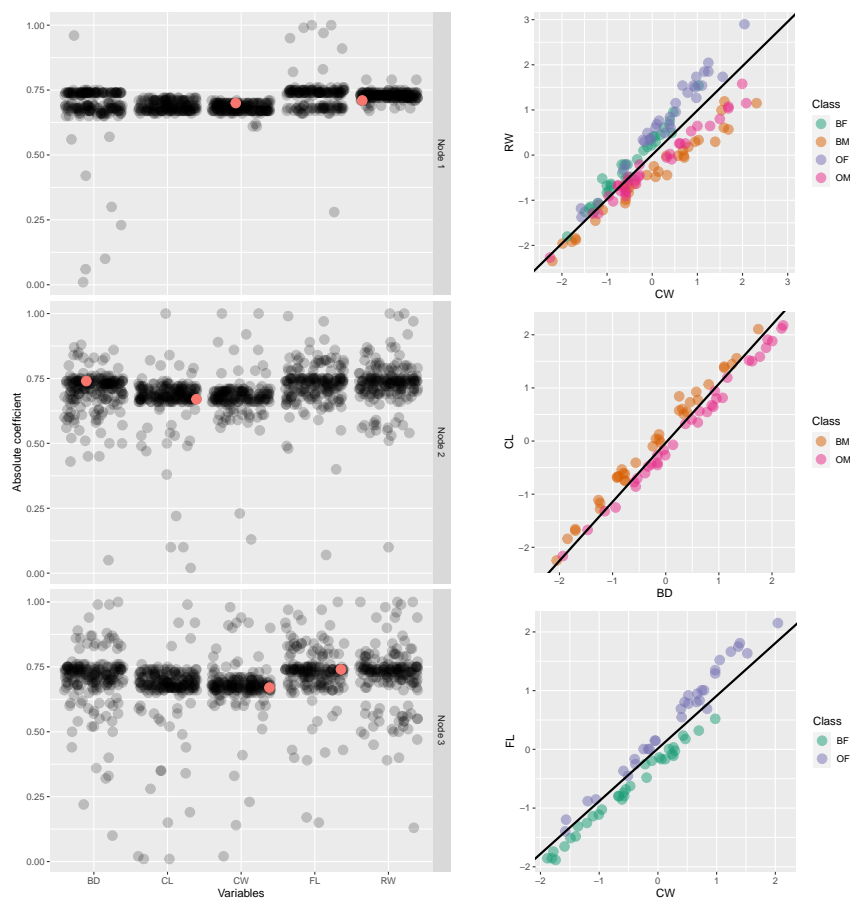 Absolute coefficient
1.00
0.75
0.50
0.25
0.00
Node 1
1.00
0.75
0.50
0.25
0.00
Node 2
1.00
0.75
0.50
0.25
0.00
Node 3
BD CL CW FL RW
Variables
RW
3
2
1
0
−1
−2
−2 −1 0 1 2 3
CW
Class
BF
BM
OF
OM
CL
2
1
0
−1
−2
−2 −1 0 1 2
BD
Class
BM
OM
FL
2
1
0
−1
−2
−2 −1 0 1 2
CW
Class
BF
OF